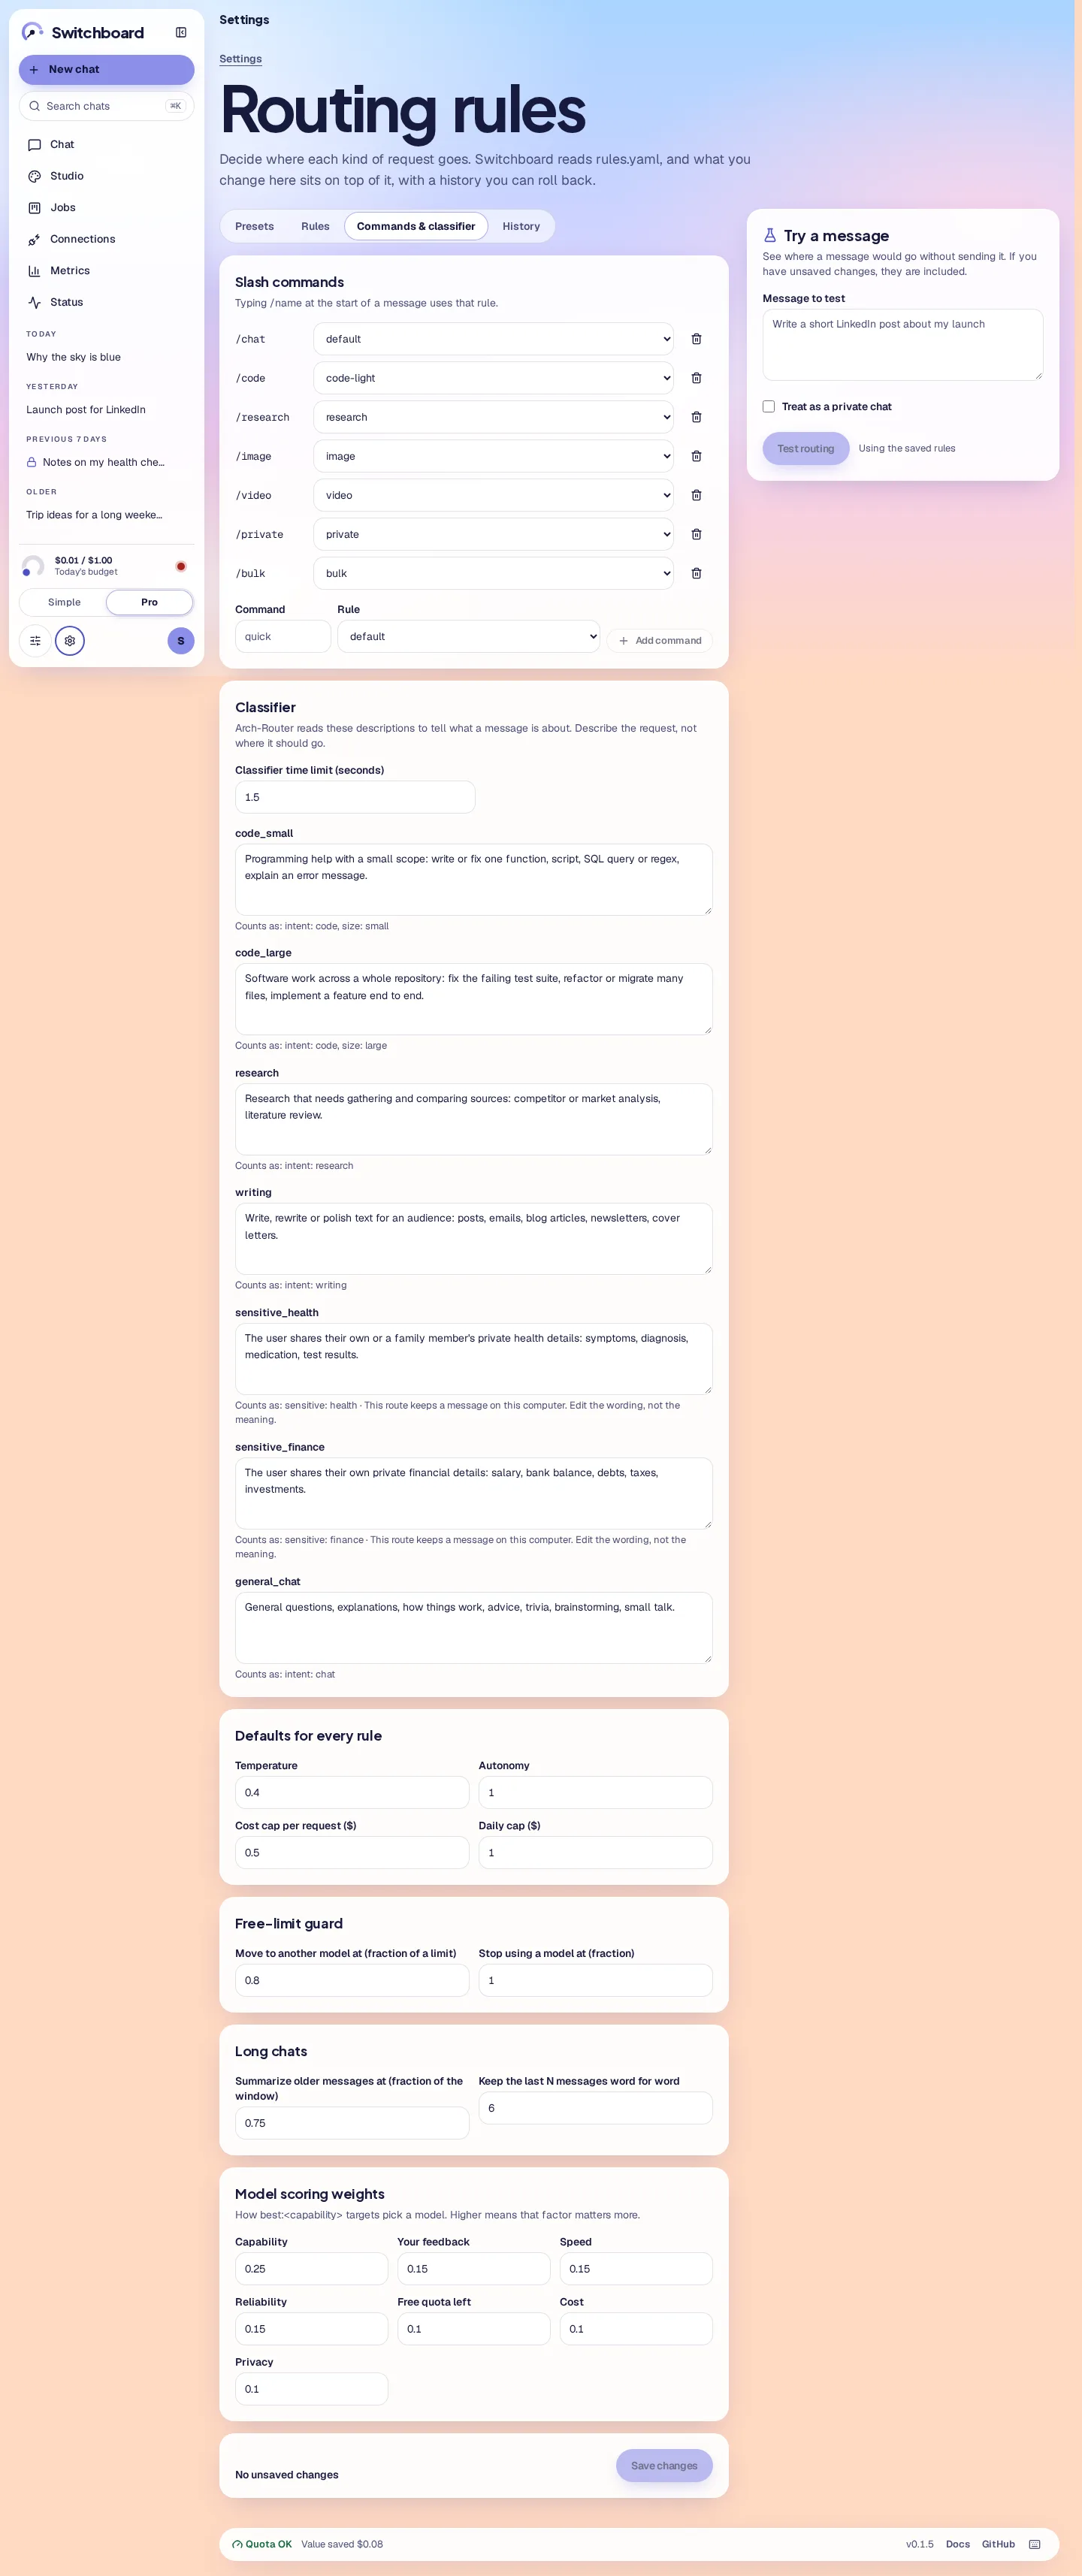 Switchboard
New chat
Search chats
⌘K
Chat
Studio
Jobs
Connections
Metrics
Status
TODAY
Why the sky is blue
YESTERDAY
Launch post for LinkedIn
PREVIOUS 7 DAYS
Notes on my health che...
OLDER
Trip ideas for a long weeke...
$0.01 / $1.00
Today's budget
Simple
Pro
S
Settings
Settings
Routing rules
Decide where each kind of request goes. Switchboard reads rules.yaml, and what you
change here sits on top of it, with a history you can roll back.
Presets
Rules
Commands & classifier
History
Slash commands
Typing /name at the start of a message uses that rule.
/chat
default
/code
code-light
/research
research
/image
image
/video
video
/private
private
/bulk
bulk
Command
Rule
quick
default
Add command
Classifier
Arch-Router reads these descriptions to tell what a message is about. Describe the request, not
where it should go.
Classifier time limit (seconds)
1.5
code_small
Programming help with a small scope: write or fix one function, script, SQL query or regex,
explain an error message.
Counts as: intent: code, size: small
code_large
Software work across a whole repository: fix the failing test suite, refactor or migrate many
files, implement a feature end to end.
Counts as: intent: code, size: large
research
Research that needs gathering and comparing sources: competitor or market analysis,
literature review.
Counts as: intent: research
writing
Write, rewrite or polish text for an audience: posts, emails, blog articles, newsletters, cover
letters.
Counts as: intent: writing
sensitive_health
The user shares their own or a family member's private health details: symptoms, diagnosis,
medication, test results.
Counts as: sensitive: health · This route keeps a message on this computer. Edit the wording, not the
meaning.
sensitive_finance
The user shares their own private financial details: salary, bank balance, debts, taxes,
investments.
Counts as: sensitive: finance · This route keeps a message on this computer. Edit the wording, not the
meaning.
general_chat
General questions, explanations, how things work, advice, trivia, brainstorming, small talk.
Counts as: intent: chat
Defaults for every rule
Temperature
Autonomy
0.4
1
Cost cap per request ($)
Daily cap ($)
0.5
1
Free-limit guard
Move to another model at (fraction of a limit)
Stop using a model at (fraction)
0.8
1
Long chats
Summarize older messages at (fraction of the
window)
Keep the last N messages word for word
0.75
6
Model scoring weights
How best:<capability> targets pick a model. Higher means that factor matters more.
Capability
Your feedback
Speed
0.25
0.15
0.15
Reliability
Free quota left
Cost
0.15
0.1
0.1
Privacy
0.1
No unsaved changes
Save changes
Try a message
See where a message would go without sending it. If you
have unsaved changes, they are included.
Message to test
Write a short LinkedIn post about my launch
Treat as a private chat
Test routing
Using the saved rules
Quota OK
Value saved $0.08
v0.1.5
Docs
GitHub